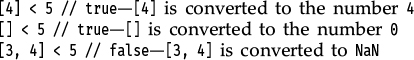 [4] < 5 // true—[4] is converted to the number 4
[] < 5 // true—[] is converted to the number 0
[3, 4] < 5 // false—[3, 4] is converted to NaN